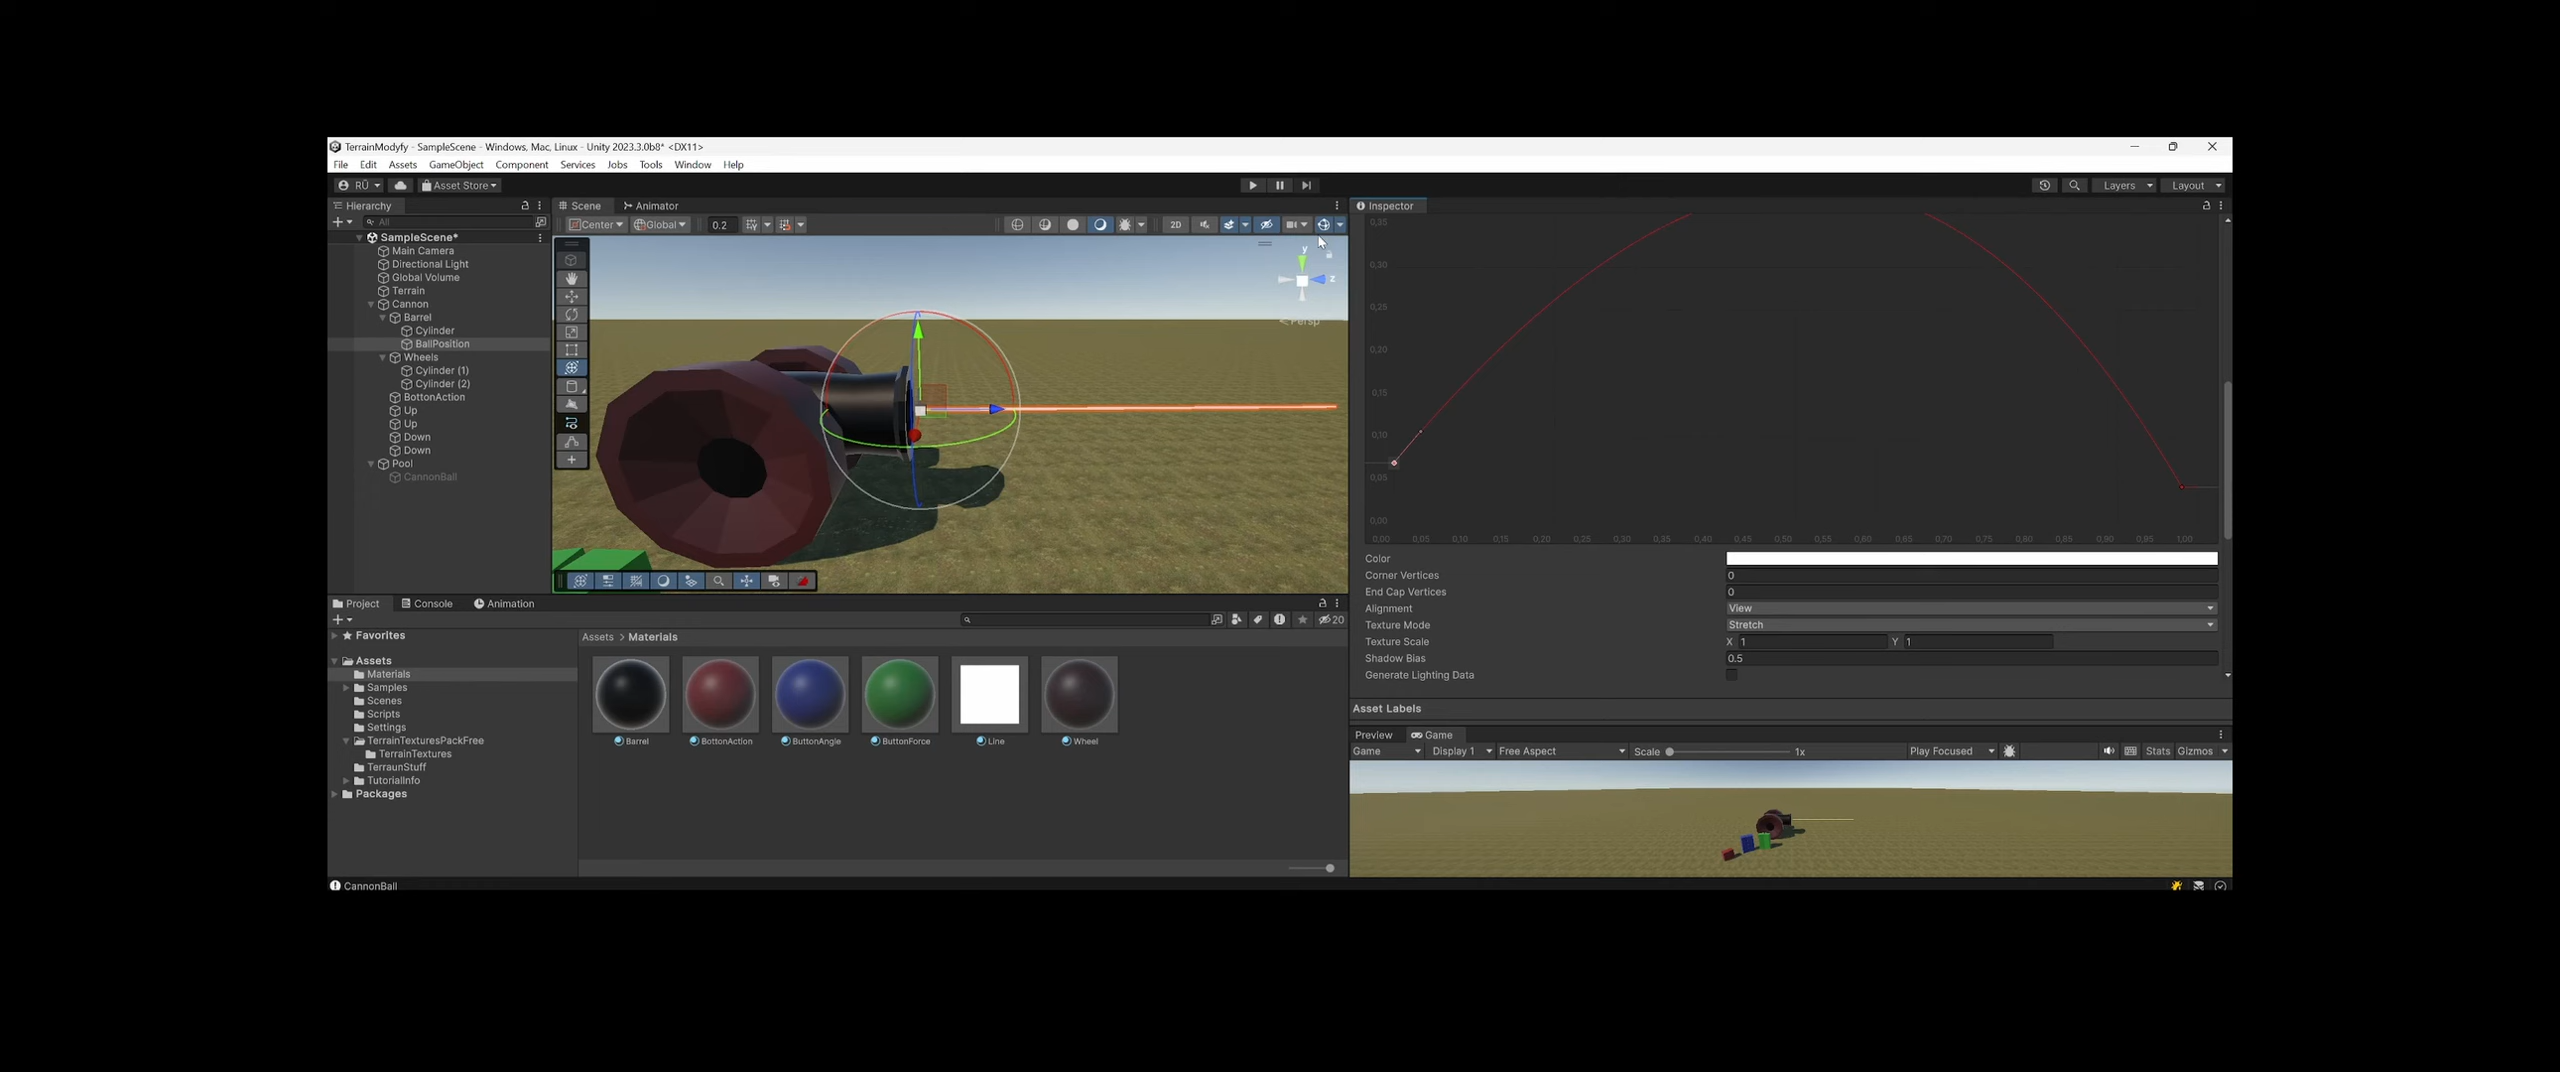 TerrainModyfy - SampleScene - Windows, Mac, Linux - Unity 2023.3.0b8* <DX11>
File Edit Assets GameObject Component Services Jobs Tools Window Help
RÜ Asset Store Layers Layout
Hierarchy
All
SampleScene*
Main Camera
Directional Light
Global Volume
Terrain
Cannon
Barrel
Cylinder
BallPosition
Wheels
Cylinder (1)
Cylinder (2)
BottonAction
Up
Up
Down
Down
Pool
CannonBall
Scene Animator
Center Global 0.2 2D
y
z
Persp
Inspector
0,35
0,30
0,25
0,20
0,15
0,10
0,05
0,00
0,00 0,05 0,10 0,15 0,20 0,25 0,30 0,35 0,40 0,45 0,50 0,55 0,60 0,65 0,70 0,75 0,80 0,85 0,90 0,95 1,00
Color
Corner Vertices 0
End Cap Vertices 0
Alignment View
Texture Mode Stretch
Texture Scale X 1 Y 1
Shadow Bias 0.5
Generate Lighting Data
Asset Labels
Project Console Animation
20
Favorites
Assets
Materials
Samples
Scenes
Scripts
Settings
TerrainTexturesPackFree
TerrainTextures
TerraunStuff
TutorialInfo
Packages
Assets > Materials
Barrel BottonAction ButtonAngle ButtonForce Line Wheel
Preview Game
Game Display 1 Free Aspect Scale 1x Play Focused Stats Gizmos
CannonBall